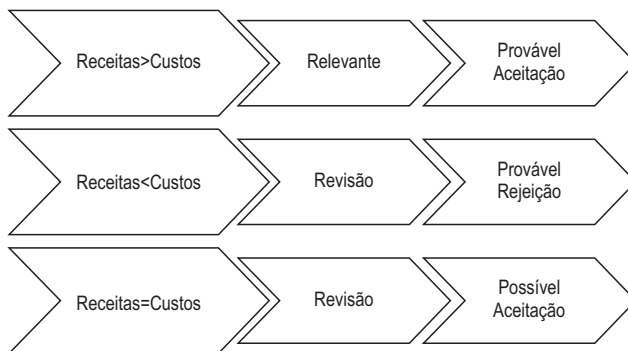 Receitas>Custos
Relevante
Provável
Aceitação
Receitas<Custos
Revisão
Provável
Rejeição
Receitas=Custos
Revisão
Possível
Aceitação